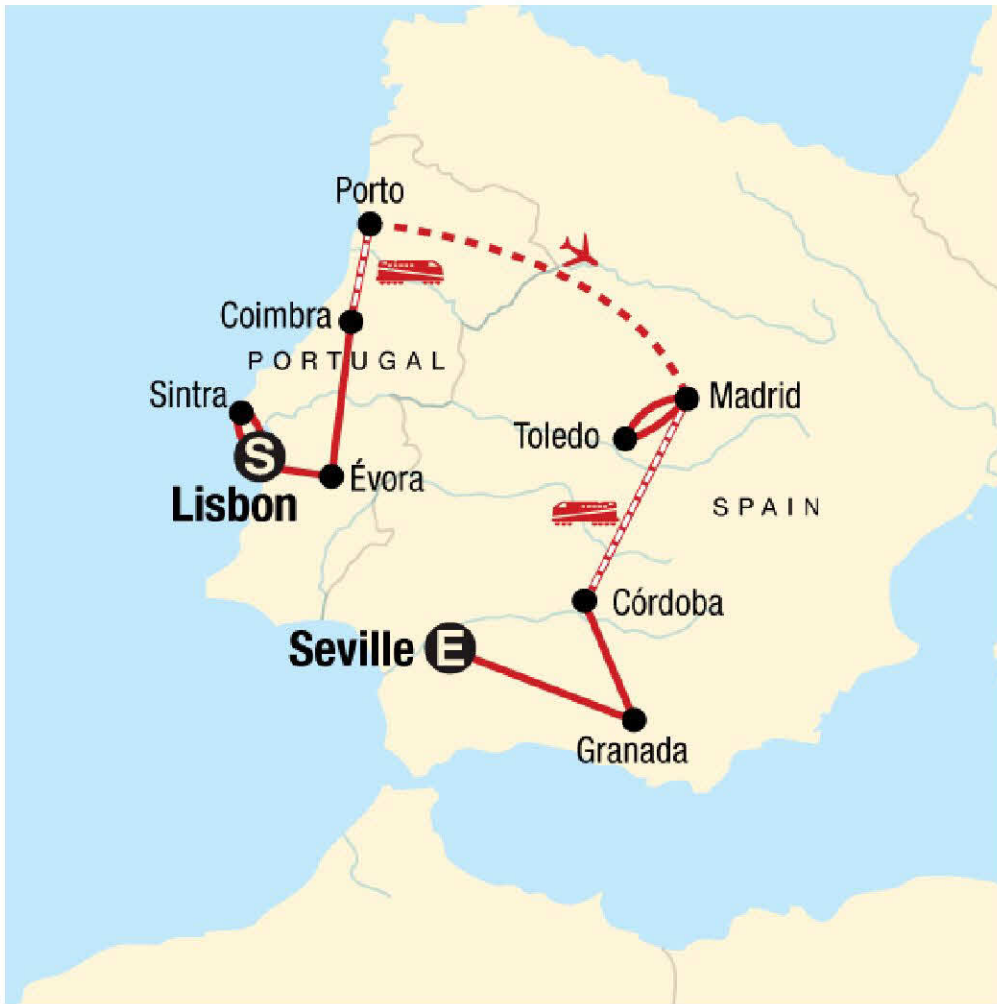 Porto
Coimbra
PORTUGAL
Sintra
Madrid
Toledo
S
Évora
Lisbon
SPAIN
Córdoba
Seville E
Granada